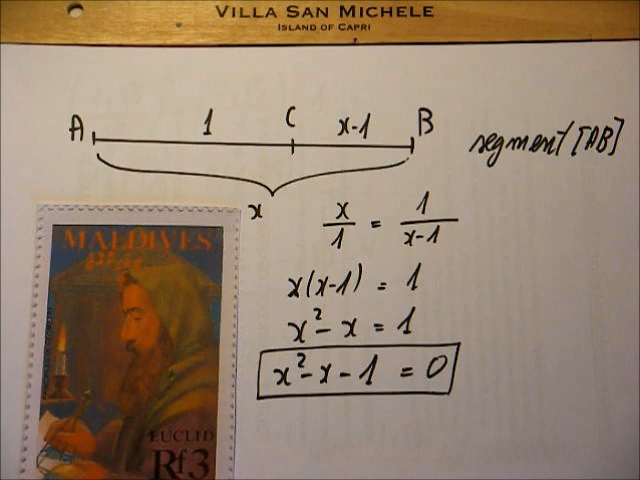 VILLA SAN MICHELE
ISLAND OF CAPRI
A 1 C x-1 B
segment [AB]
x
x/1 = 1/x-1
x(x-1) = 1
x² - x = 1
x² - x - 1 = 0
MALDIVES
EUCLID
Rf3